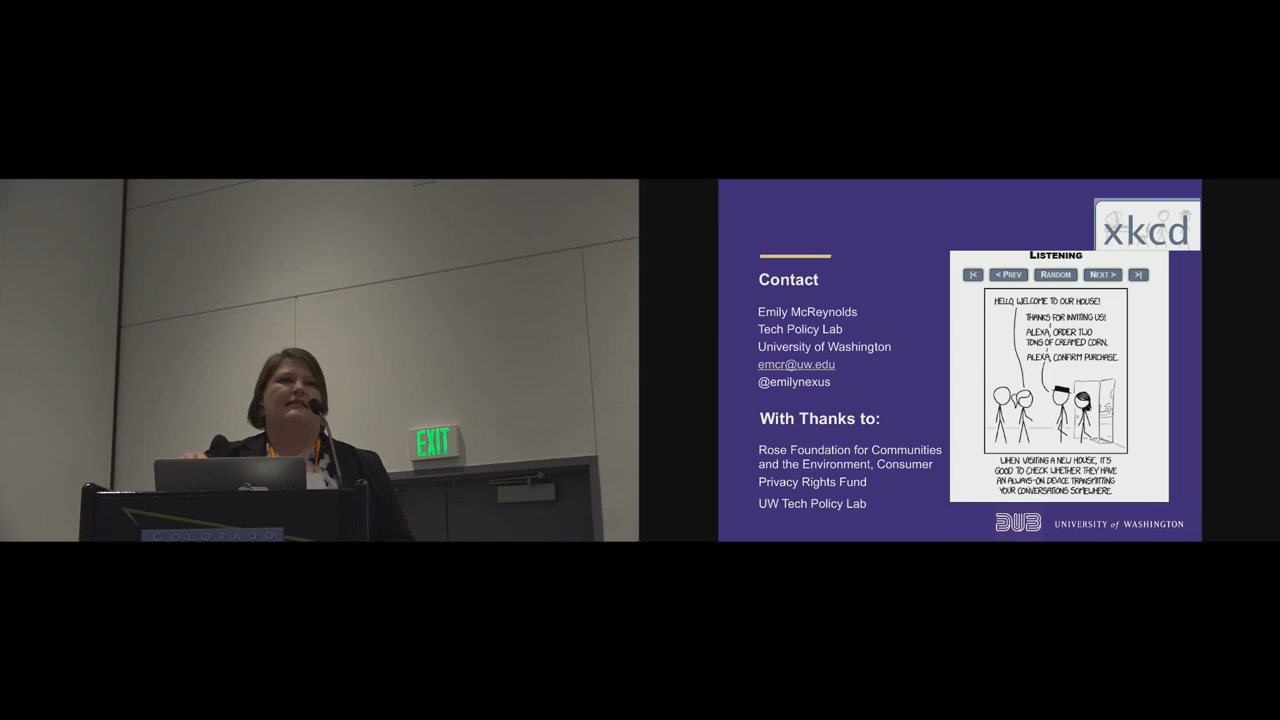 EXIT
COLORADO
Contact
Emily McReynolds
Tech Policy Lab
University of Washington
emcr@uw.edu
@emilynexus
With Thanks to:
Rose Foundation for Communities
and the Environment, Consumer
Privacy Rights Fund
UW Tech Policy Lab
xkcd
LISTENING
|<
< PREV
RANDOM
NEXT >
>|
HELLO, WELCOME TO OUR HOUSE!
THANKS FOR INVITING US!
ALEXA, ORDER TWO
TONS OF CREAMED CORN.
ALEXA, CONFIRM PURCHASE.
WHEN VISITING A NEW HOUSE, IT'S
GOOD TO CHECK WHETHER THEY HAVE
AN ALWAYS-ON DEVICE TRANSMITTING
YOUR CONVERSATIONS SOMEWHERE.
DUB
UNIVERSITY of WASHINGTON